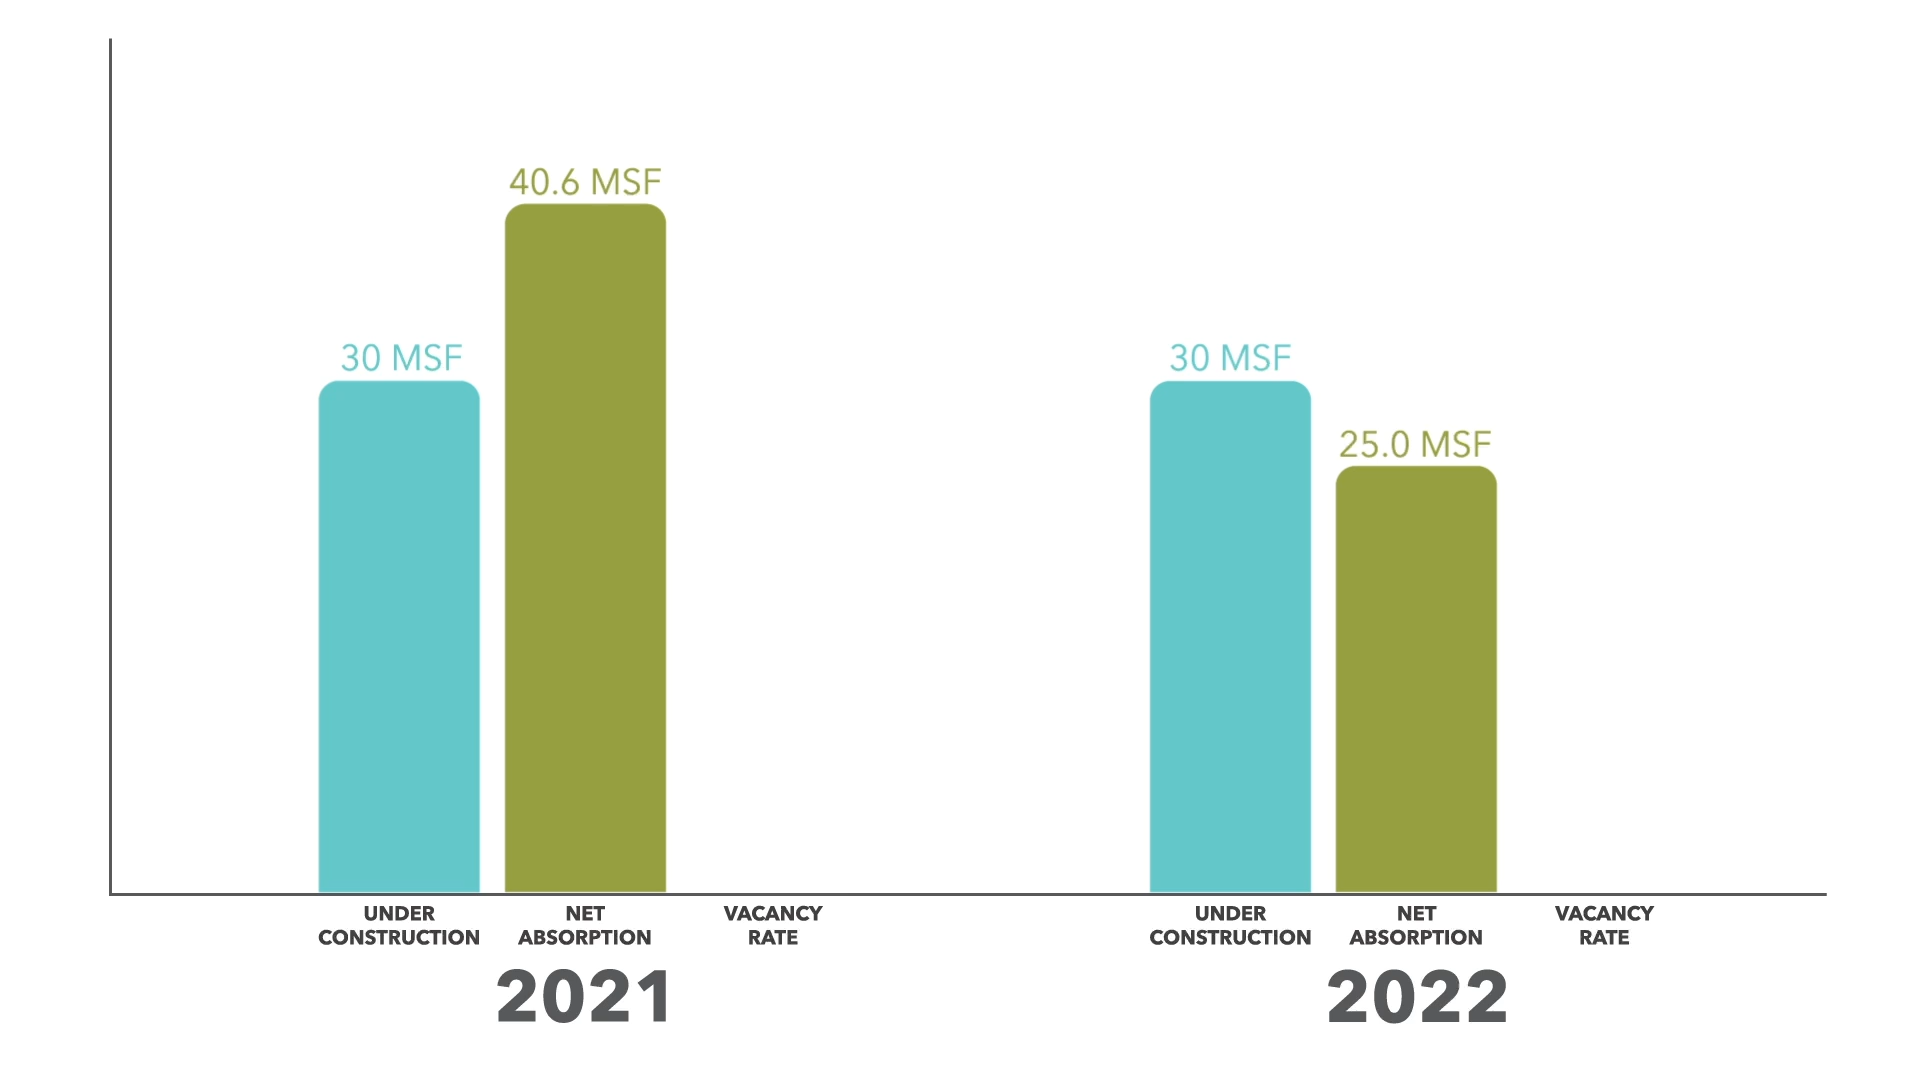 40.6 MSF
30 MSF
30 MSF
25.0 MSF
UNDER
CONSTRUCTION
NET
ABSORPTION
VACANCY
RATE
UNDER
CONSTRUCTION
NET
ABSORPTION
VACANCY
RATE
2021
2022